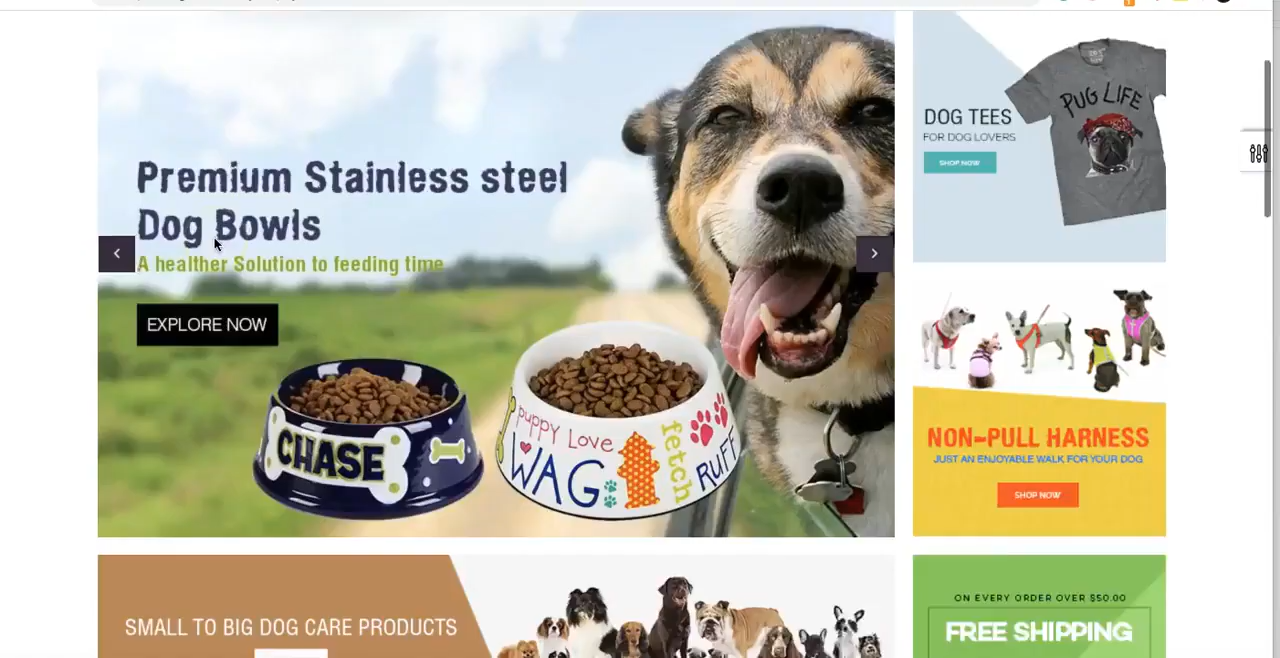 Premium Stainless steel
Dog Bowls
A healther Solution to feeding time
EXPLORE NOW
CHASE
puppy Love
WAG
fetch
RUFF
DOG TEES
FOR DOG LOVERS
SHOP NOW
PUG LIFE
NON-PULL HARNESS
JUST AN ENJOYABLE WALK FOR YOUR DOG
SHOP NOW
SMALL TO BIG DOG CARE PRODUCTS
ON EVERY ORDER OVER $50.00
FREE SHIPPING